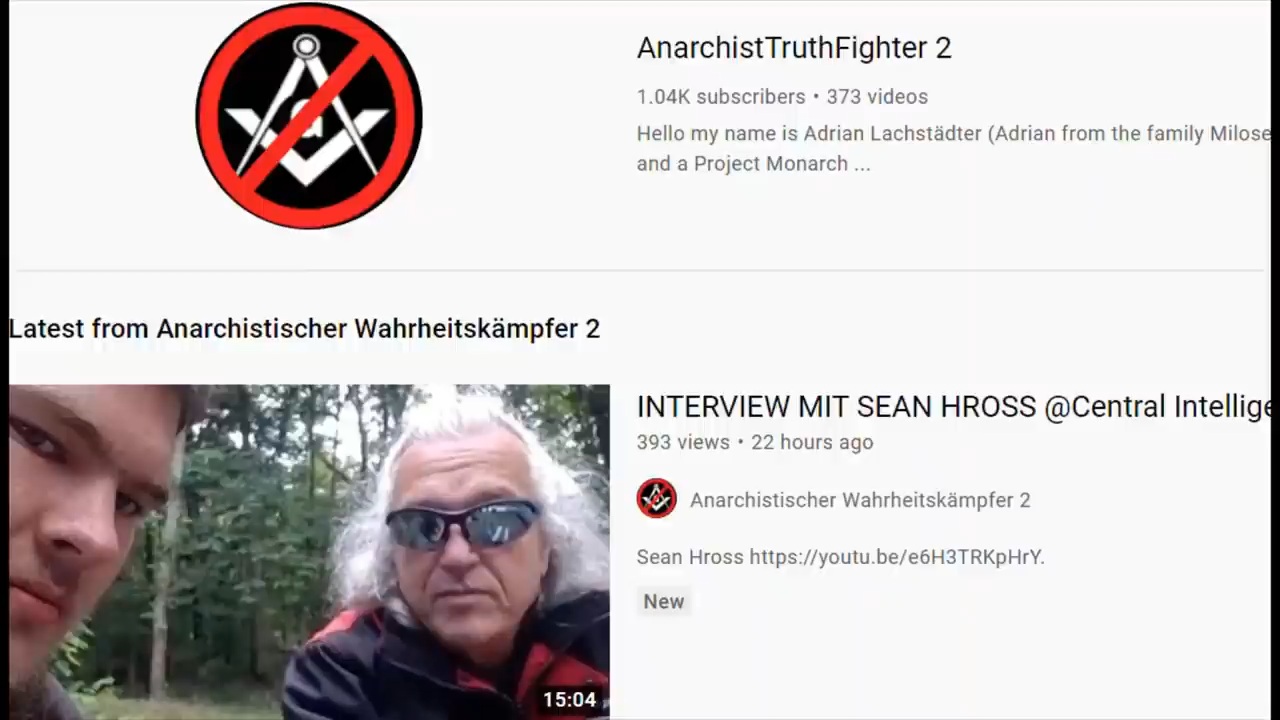 AnarchistTruthFighter 2
1.04K subscribers • 373 videos
Hello my name is Adrian Lachstädter (Adrian from the family Milose
and a Project Monarch ...
Latest from Anarchistischer Wahrheitskämpfer 2
INTERVIEW MIT SEAN HROSS @Central Intellige
393 views • 22 hours ago
Anarchistischer Wahrheitskämpfer 2
Sean Hross https://youtu.be/e6H3TRKpHrY.
New
15:04